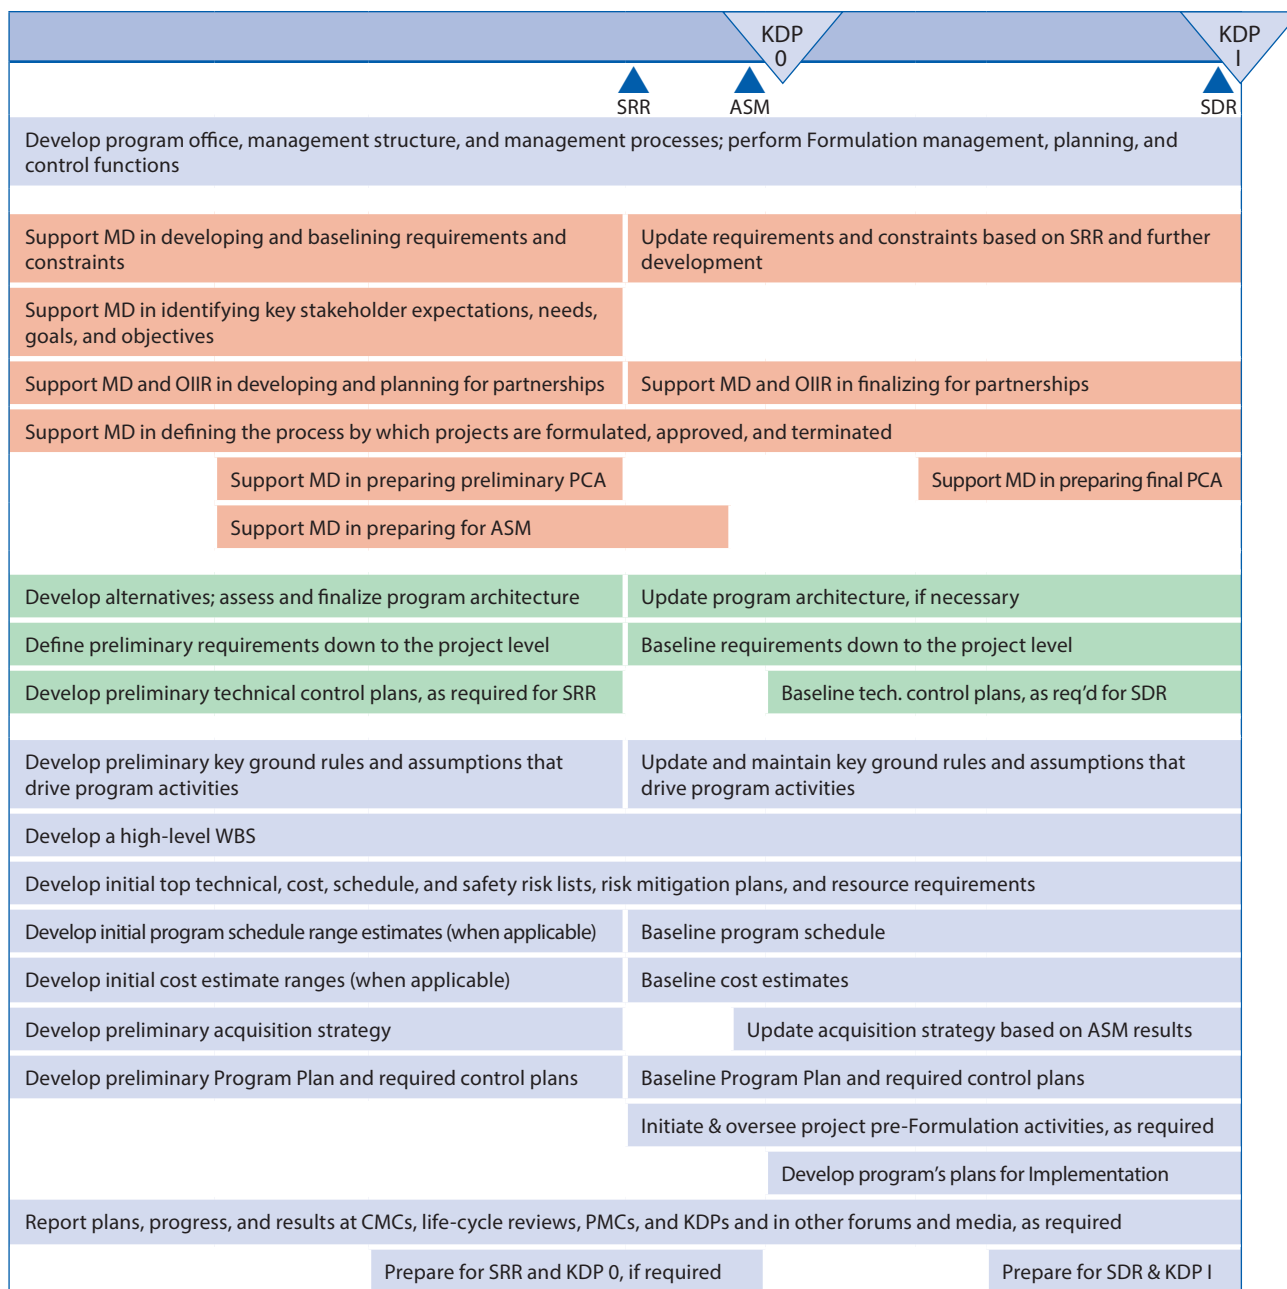 KDP
0
KDP
I
SRR
ASM
SDR
Develop program office, management structure, and management processes; perform Formulation management, planning, and
control functions
Support MD in developing and baselining requirements and
constraints
Update requirements and constraints based on SRR and further
development
Support MD in identifying key stakeholder expectations, needs,
goals, and objectives
Support MD and OIIR in developing and planning for partnerships
Support MD and OIIR in finalizing for partnerships
Support MD in defining the process by which projects are formulated, approved, and terminated
Support MD in preparing preliminary PCA
Support MD in preparing final PCA
Support MD in preparing for ASM
Develop alternatives; assess and finalize program architecture
Update program architecture, if necessary
Define preliminary requirements down to the project level
Baseline requirements down to the project level
Develop preliminary technical control plans, as required for SRR
Baseline tech. control plans, as req’d for SDR
Develop preliminary key ground rules and assumptions that
drive program activities
Update and maintain key ground rules and assumptions that
drive program activities
Develop a high-level WBS
Develop initial top technical, cost, schedule, and safety risk lists, risk mitigation plans, and resource requirements
Develop initial program schedule range estimates (when applicable)
Baseline program schedule
Develop initial cost estimate ranges (when applicable)
Baseline cost estimates
Develop preliminary acquisition strategy
Update acquisition strategy based on ASM results
Develop preliminary Program Plan and required control plans
Baseline Program Plan and required control plans
Initiate & oversee project pre-Formulation activities, as required
Develop program’s plans for Implementation
Report plans, progress, and results at CMCs, life-cycle reviews, PMCs, and KDPs and in other forums and media, as required
Prepare for SRR and KDP 0, if required
Prepare for SDR & KDP I